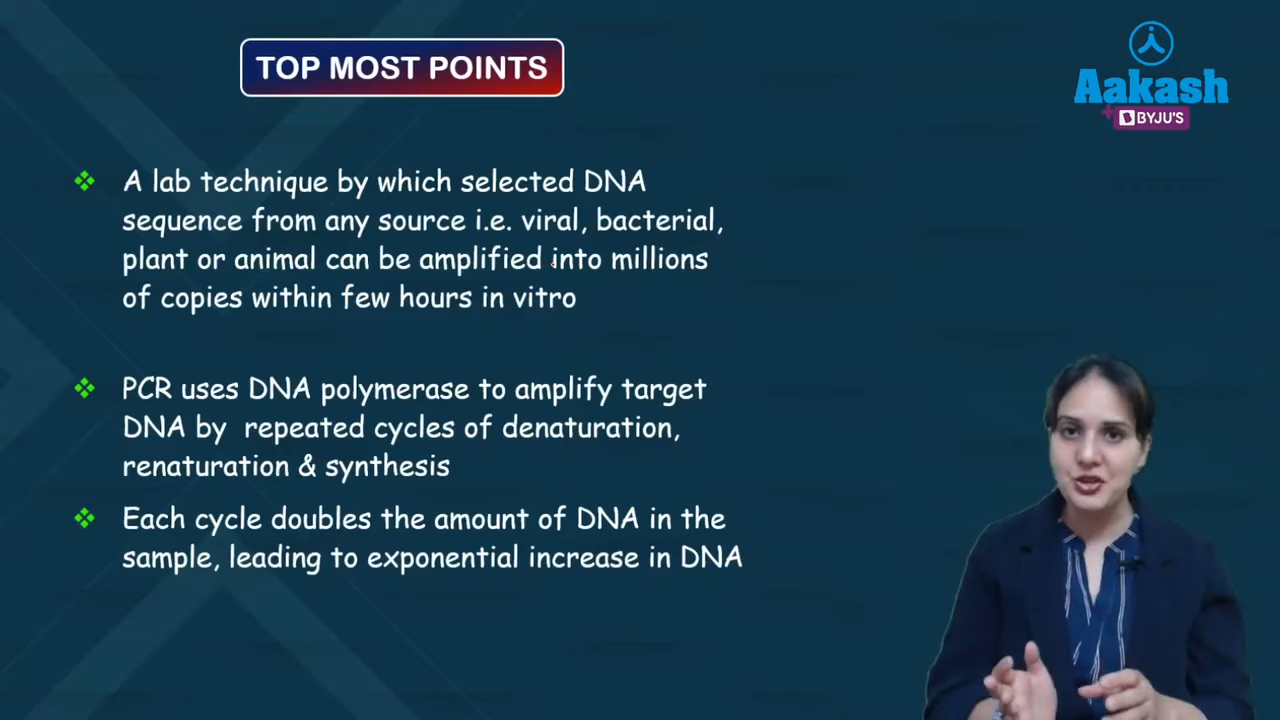 TOP MOST POINTS
Aakash
BYJU'S
A lab technique by which selected DNA
sequence from any source i.e. viral, bacterial,
plant or animal can be amplified into millions
of copies within few hours in vitro
PCR uses DNA polymerase to amplify target
DNA by repeated cycles of denaturation,
renaturation & synthesis
Each cycle doubles the amount of DNA in the
sample, leading to exponential increase in DNA